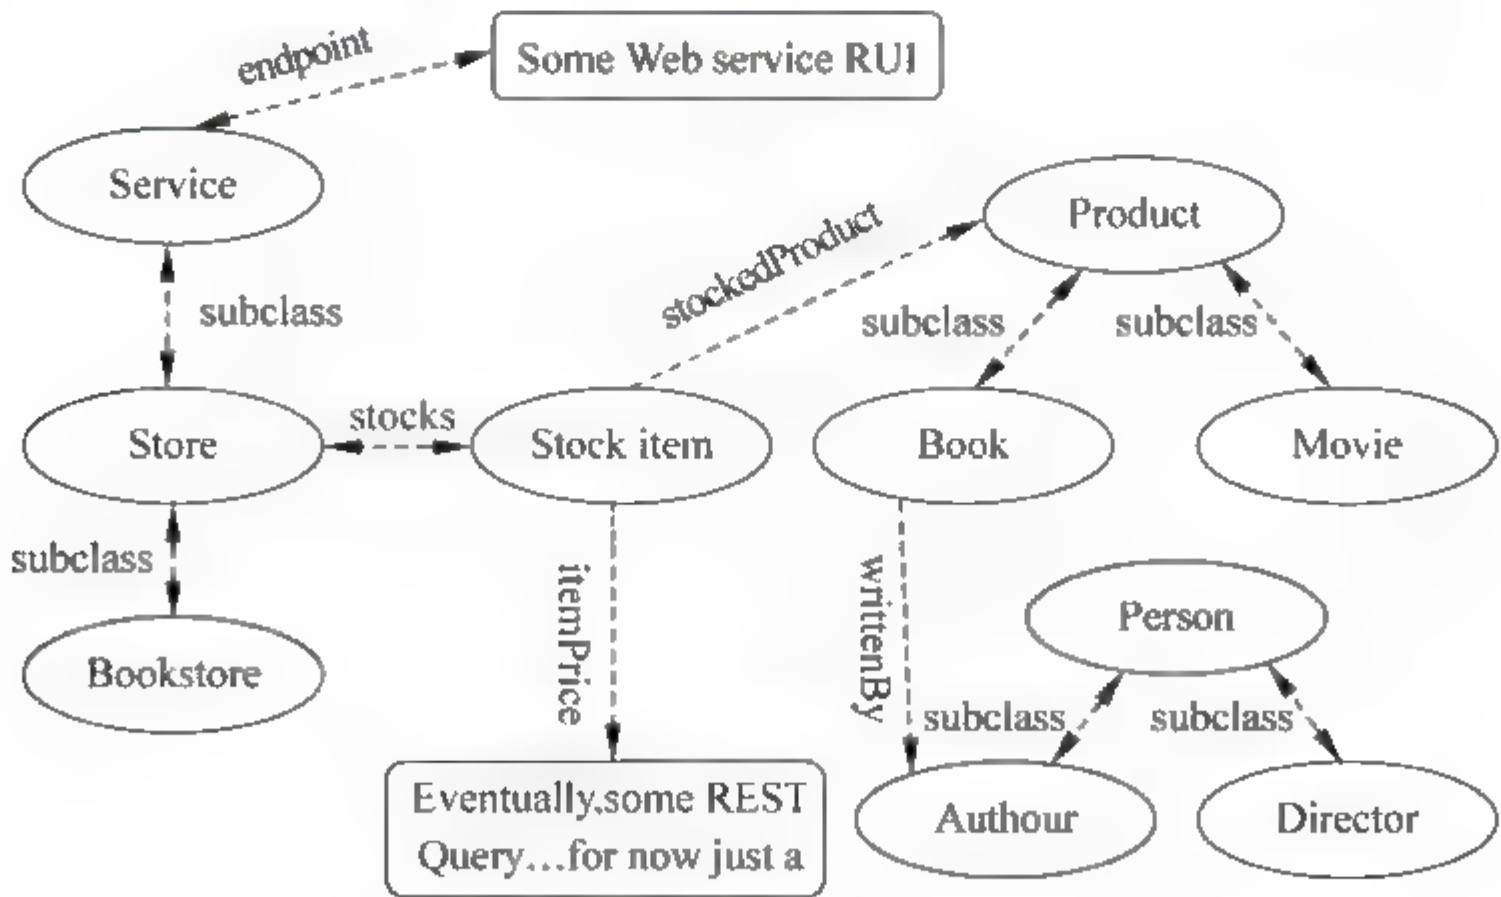 endpoint
Some Web service RUI
Service
Product
stockedProduct
subclass
subclass
subclass
Store
stocks
Stock item
Book
Movie
subclass
itemPrice
writtenBy
Person
Bookstore
subclass
subclass
Eventually,some REST
Query...for now just a
Authour
Director